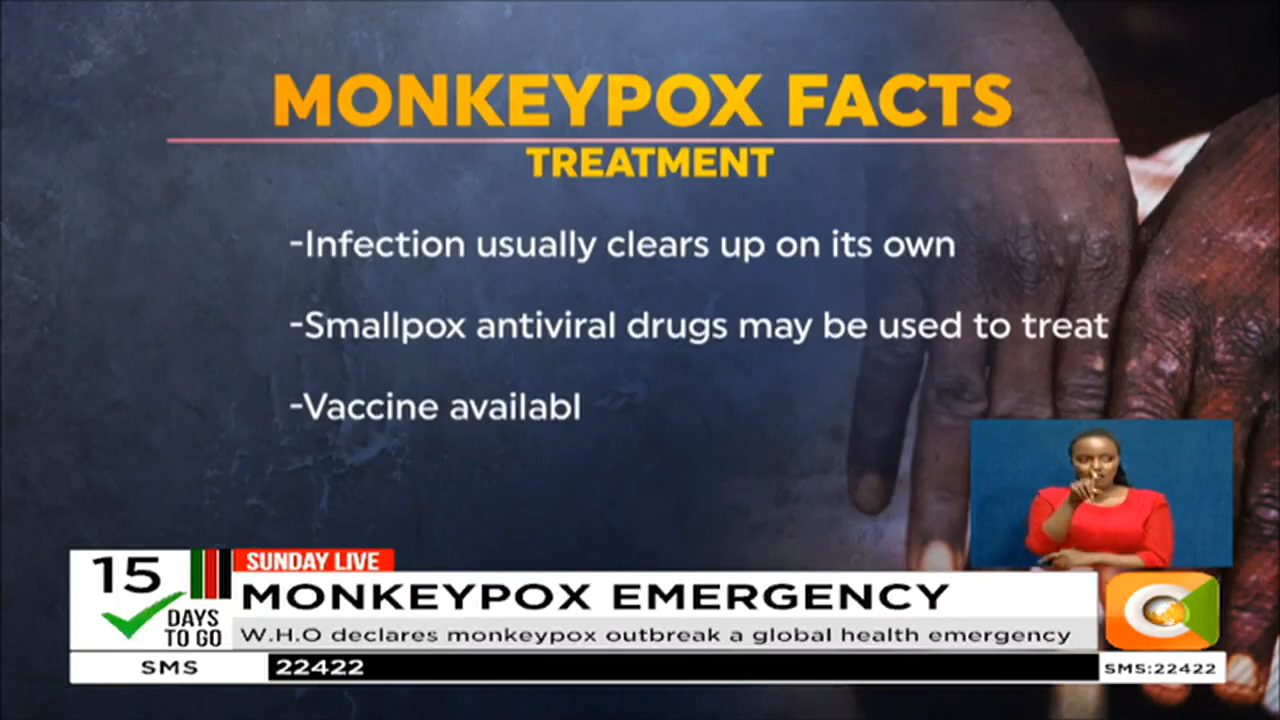 MONKEYPOX FACTS
TREATMENT
-Infection usually clears up on its own
-Smallpox antiviral drugs may be used to treat
-Vaccine availabl
15
DAYS
TO GO
SUNDAY LIVE
MONKEYPOX EMERGENCY
W.H.O declares monkeypox outbreak a global health emergency
SMS
22422
SMS:22422